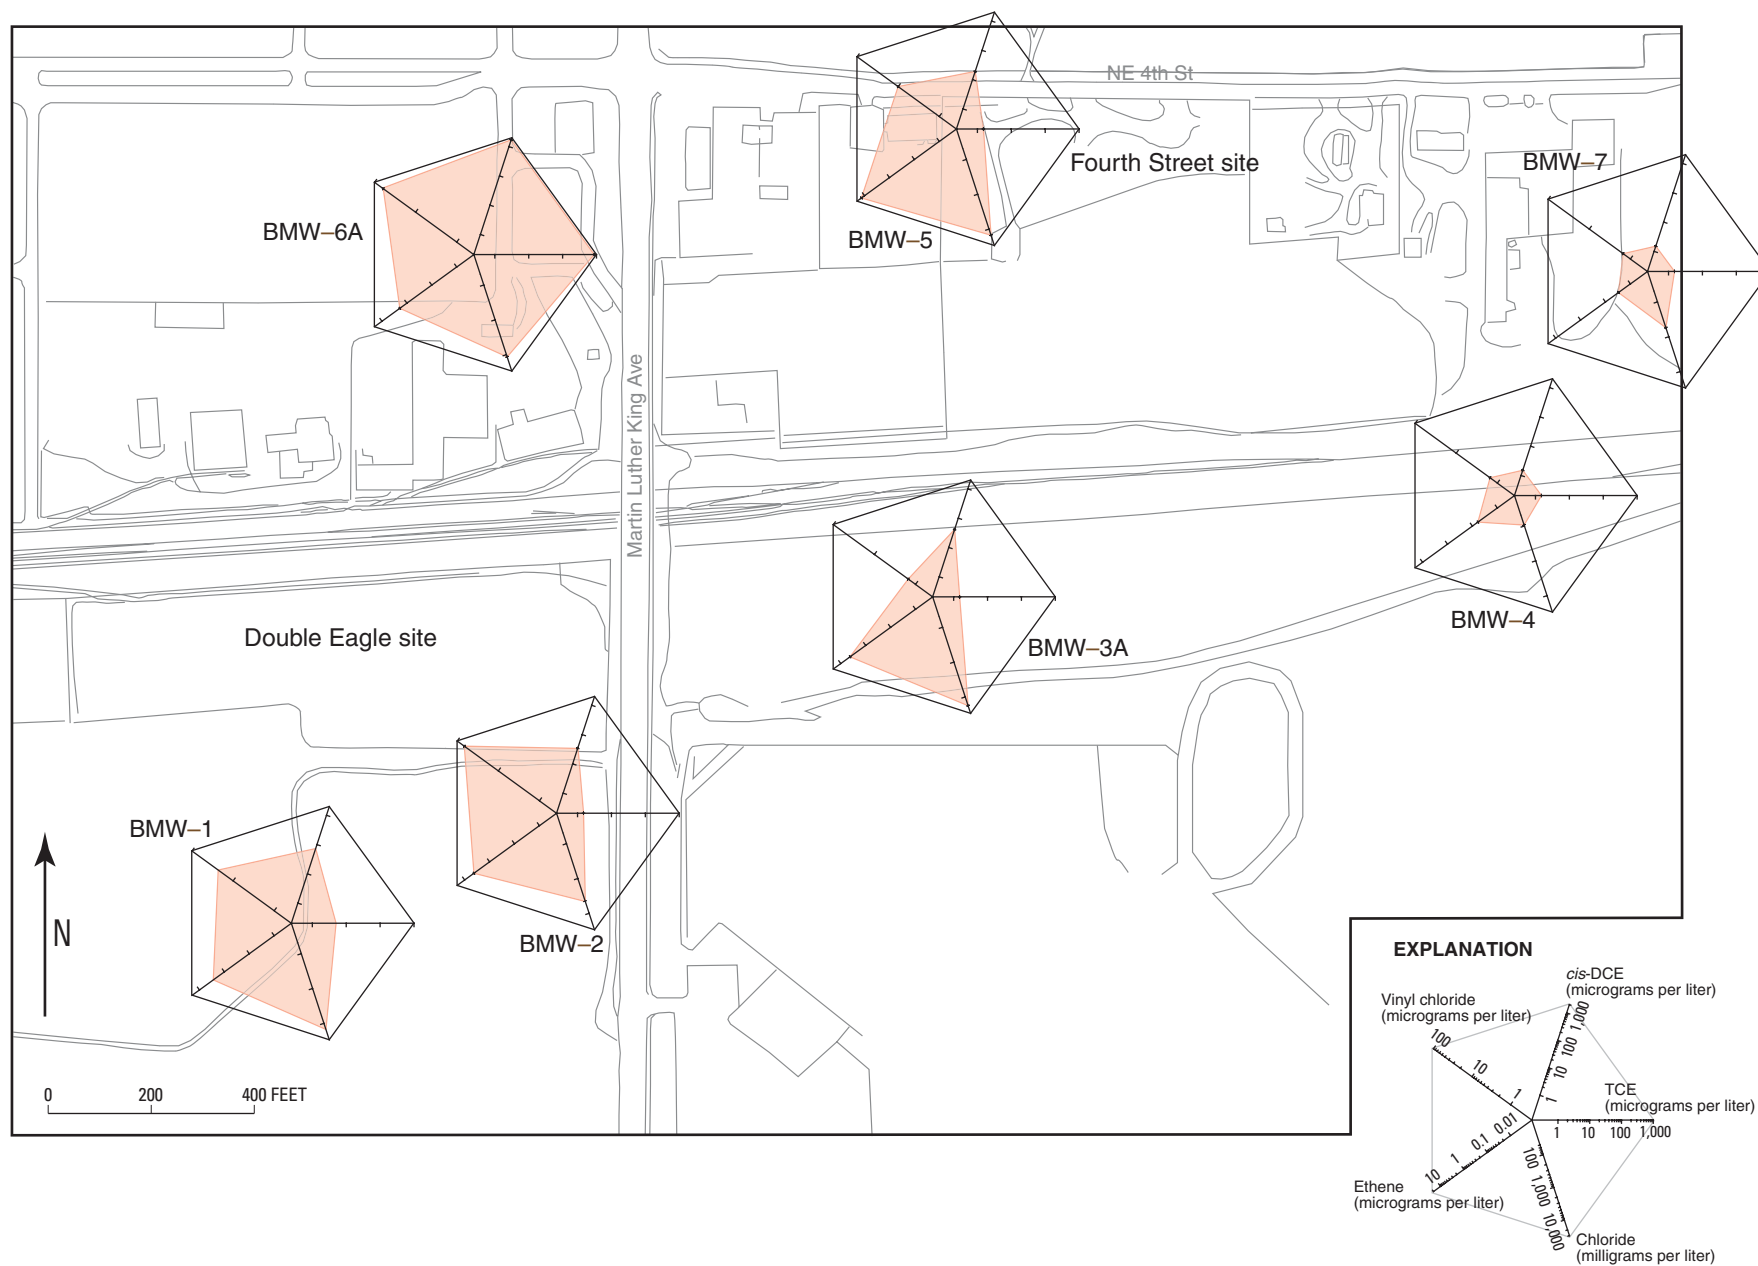 NE 4th St
Fourth Street site
BMW–7
BMW–6A
BMW–5
Martin Luther King Ave
BMW–4
Double Eagle site
BMW–3A
BMW–1
BMW–2
N
0 200 400 FEET
EXPLANATION
cis-DCE
(micrograms per liter)
Vinyl chloride
(micrograms per liter)
100
10
1
1,000
100
10
1
TCE
(micrograms per liter)
1 10 100 1,000
0.01
0.1
1
10
Ethene
(micrograms per liter)
100
1,000
10,000
Chloride
(milligrams per liter)